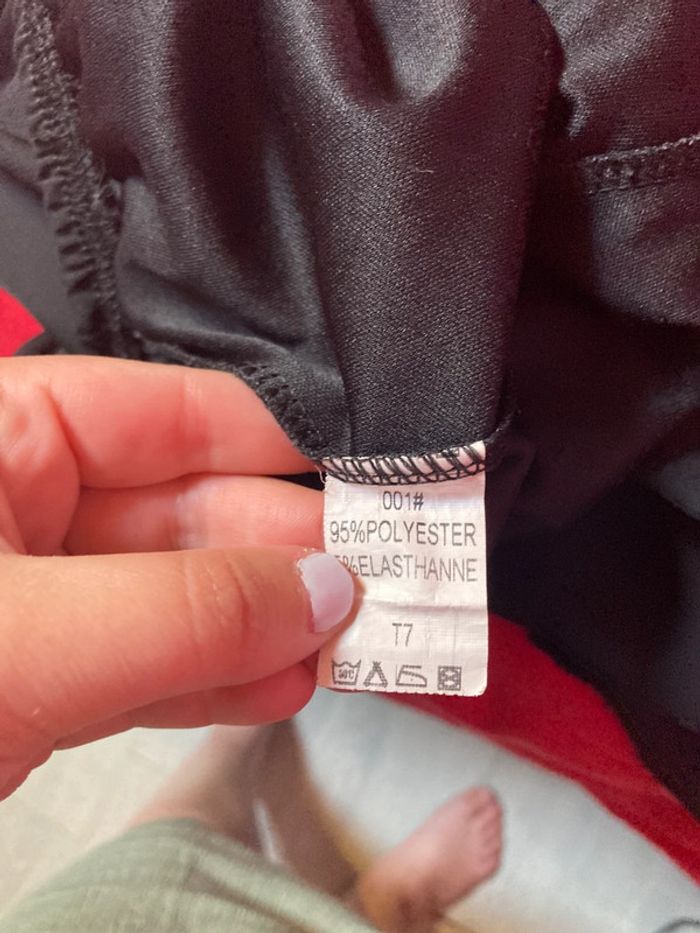 001#
95%POLYESTER
%ELASTHANNE
T7